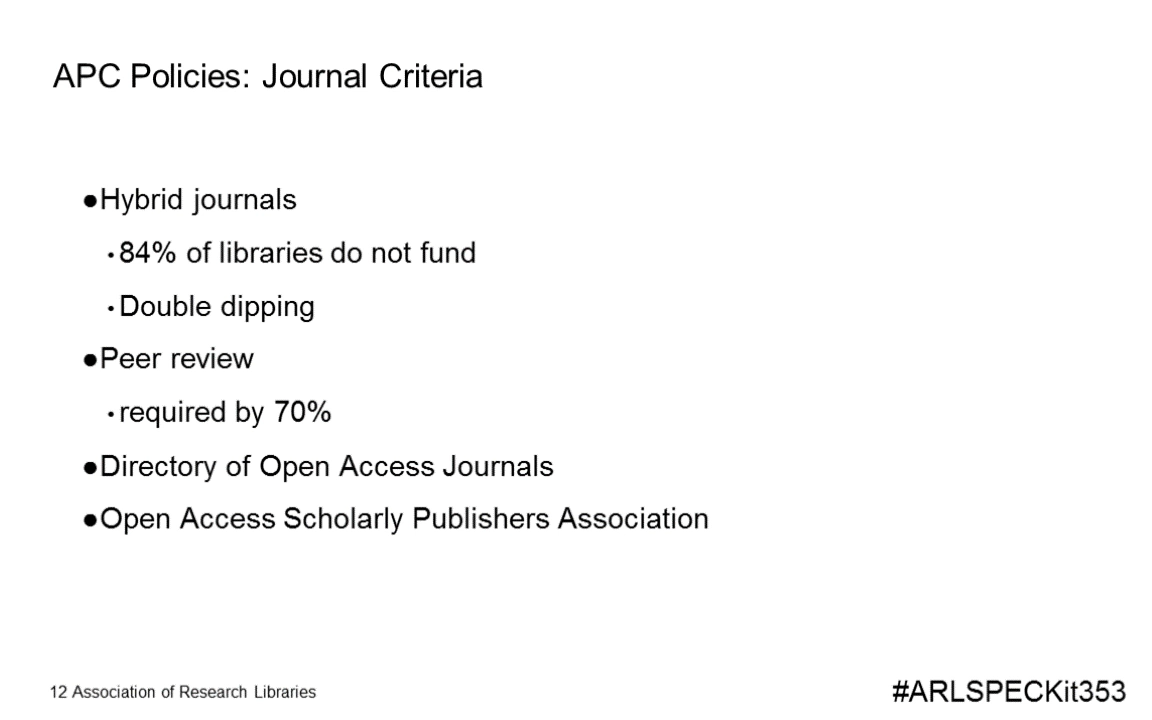 APC Policies: Journal Criteria
●Hybrid journals
•84% of libraries do not fund
•Double dipping
●Peer review
•required by 70%
●Directory of Open Access Journals
●Open Access Scholarly Publishers Association
12 Association of Research Libraries
#ARLSPECKit353